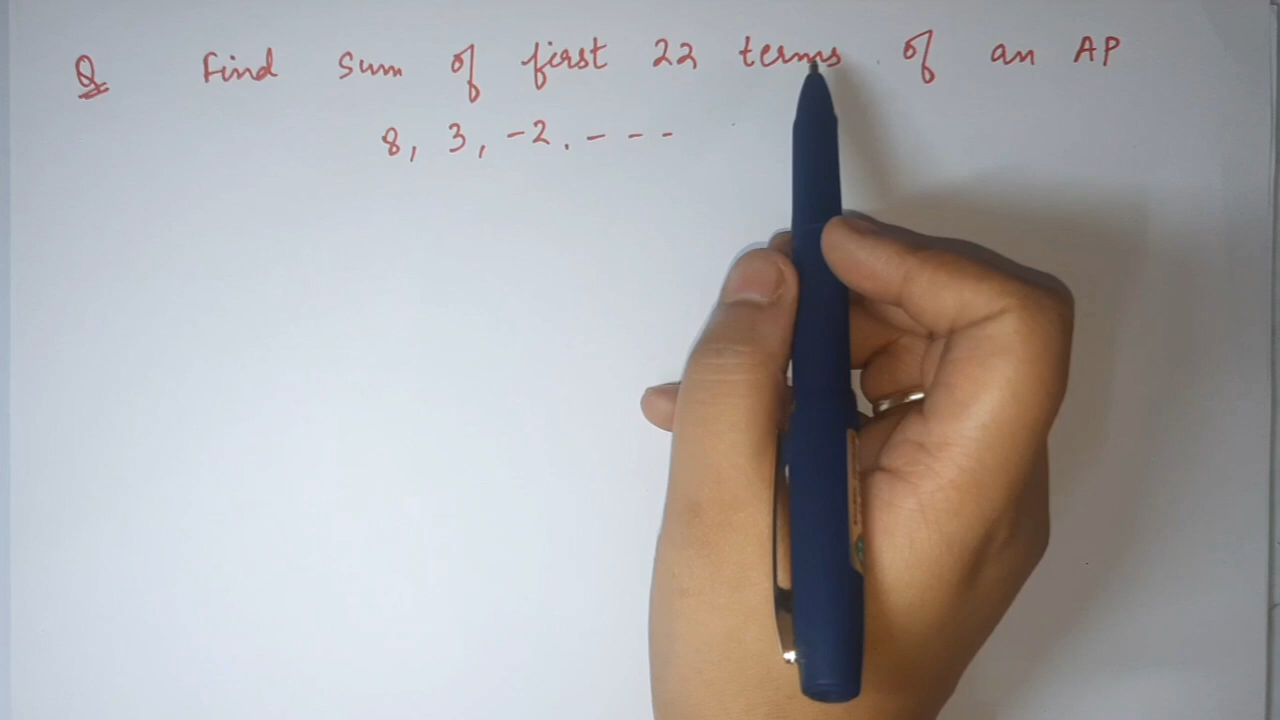 Q Find sum of first 22 terms of an AP
8, 3, -2. - - -